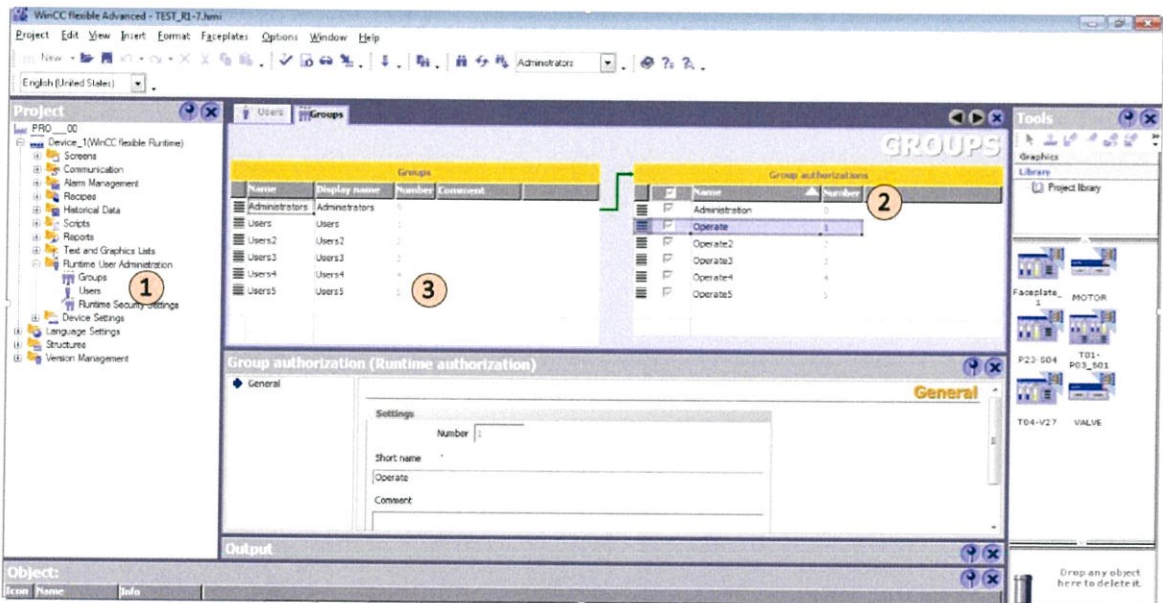 WinCC flexible Advanced - TEST_R1-7.hmi
Project Edit View Insert Format Faceplates Options Window Help
New
Administrators
English (United States)
Project
PRO___00
Device_1(WinCC flexible Runtime)
Screens
Communication
Alarm Management
Recipes
Historical Data
Scripts
Reports
Text and Graphics Lists
Runtime User Administration
Groups
Users
Runtime Security Settings
Device Settings
Language Settings
Structures
Version Management
1
Users Groups
GROUPS
Groups
Name Display name Number Comment
Administrators Administrators
Users Users
Users2 Users2
Users3 Users3
Users4 Users4 4
Users5 Users5 5
3
Group authorizations
Name Number
Administration 0
Operate 1
Operate2 2
Operate3 3
Operate4 4
Operate5 5
2
Group authorization (Runtime authorization)
General
General
Settings
Number 1
Short name
Operate
Comment
Output
Object:
Icon Name Info
Tools
Graphics
Library
Project library
Faceplate_1
MOTOR
P23-S04
T01-P03_S01
T04-V27
VALVE
Drop any object
here to delete it.